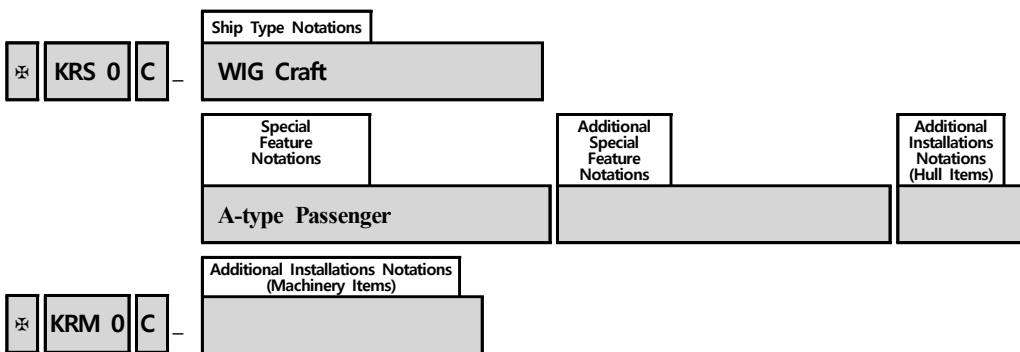 Ship Type Notations
✠ KRS 0 C _ WIG Craft
Special
Feature
Notations
Additional
Special
Feature
Notations
Additional
Installations
Notations
(Hull Items)
A-type Passenger
Additional Installations Notations
(Machinery Items)
✠ KRM 0 C _